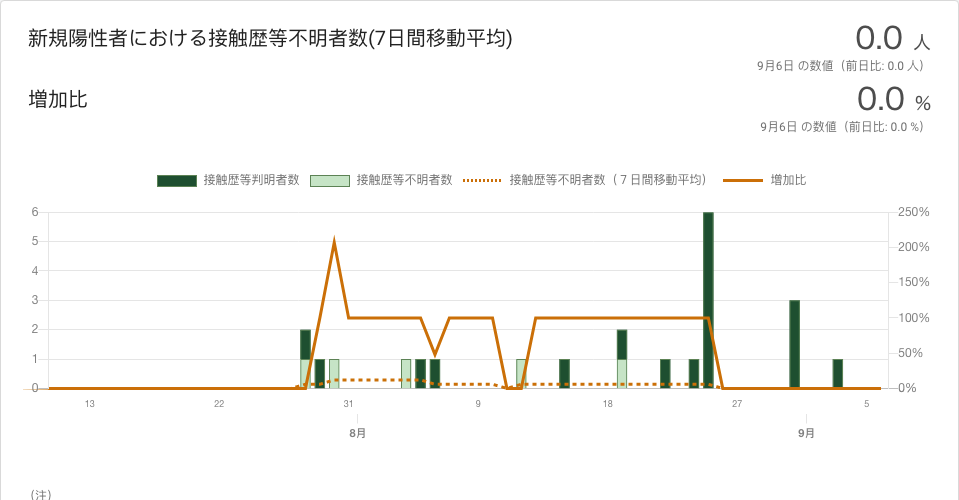 新規陽性者における接触歴等不明者数(7日間移動平均)
0.0 人
9月6日 の数値（前日比: 0.0 人）
増加比
0.0 %
9月6日 の数値（前日比: 0.0 %）
接触歴等判明者数 接触歴等不明者数 接触歴等不明者数（７日間移動平均） 増加比
6 250%
5 200%
4 150%
3 100%
2 50%
1 0%
0
13 22 31 9 18 27 5
8月 9月
（注）